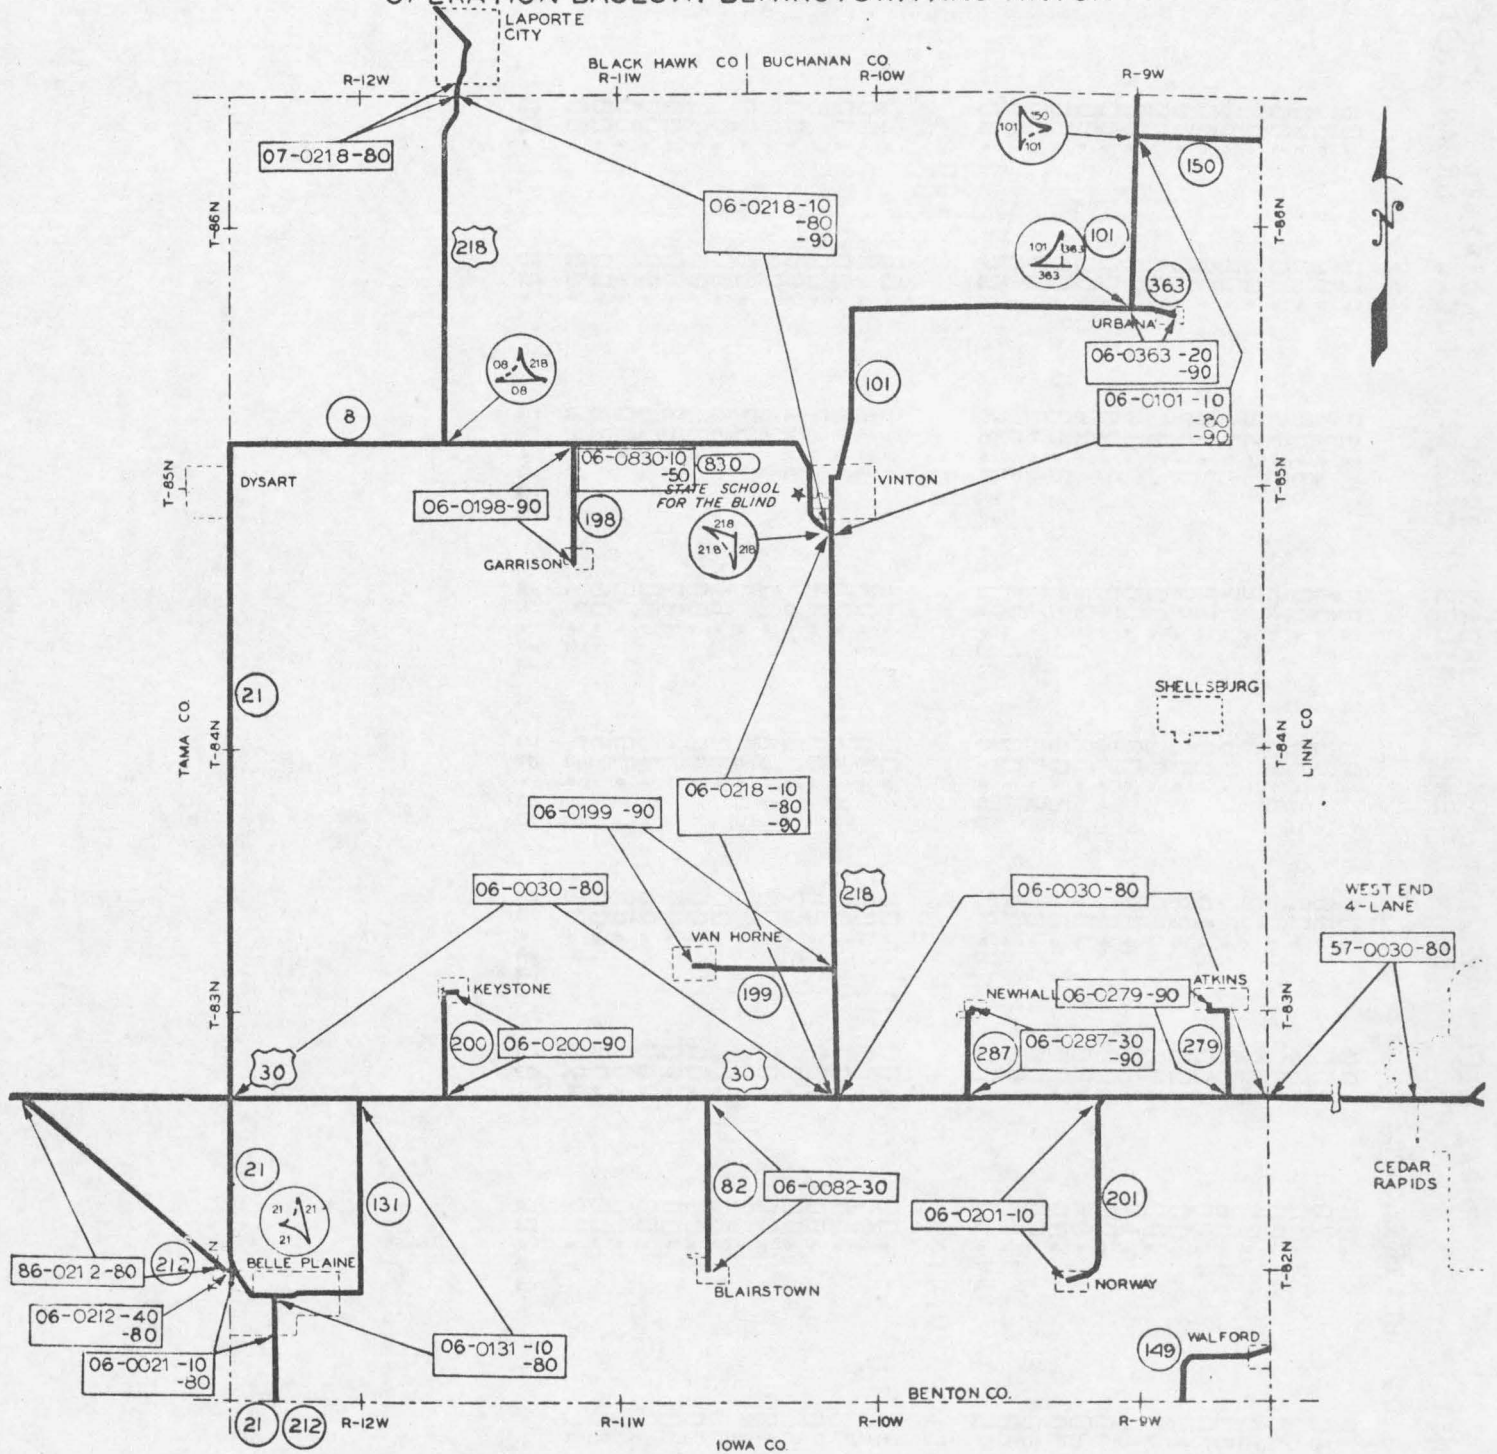 LAPORTE
CITY
BLACK HAWK CO | BUCHANAN CO.
R-12W
R-11W
R-10W
R-9W
07-0218-80
101
150
101
150
06-0218-10
-80
-90
T-86N
T-86N
218
101
363
363
101
363
URBANA
06-0363-20
-90
06-0101-10
-80
-90
08
218
08
101
8
T-85N
DYSART
06-0830-10
-50
830
STATE SCHOOL
FOR THE BLIND
VINTON
T-85N
06-0198-90
198
218
218
218
GARRISON
21
SHELLSBURG
TAMA CO.
T-84N
T-84N
LINN CO
06-0199-90
06-0218-10
-80
-90
06-0030-80
218
06-0030-80
WEST END
4-LANE
57-0030-80
VAN HORNE
KEYSTONE
199
NEWHALL
06-0279-90
ATKINS
T-83N
T-83N
200
06-0200-90
287
06-0287-30
-90
279
30
30
21
131
82
06-0082-30
201
CEDAR
RAPIDS
21
21
21
06-0201-10
86-0212-80
212
BELLE PLAINE
T-82N
BLAIRSTOWN
NORWAY
06-0212-40
-80
06-0021-10
-80
06-0131-10
-80
149
WALFORD
BENTON CO.
21
212
R-12W
R-11W
R-10W
R-9W
IOWA CO.